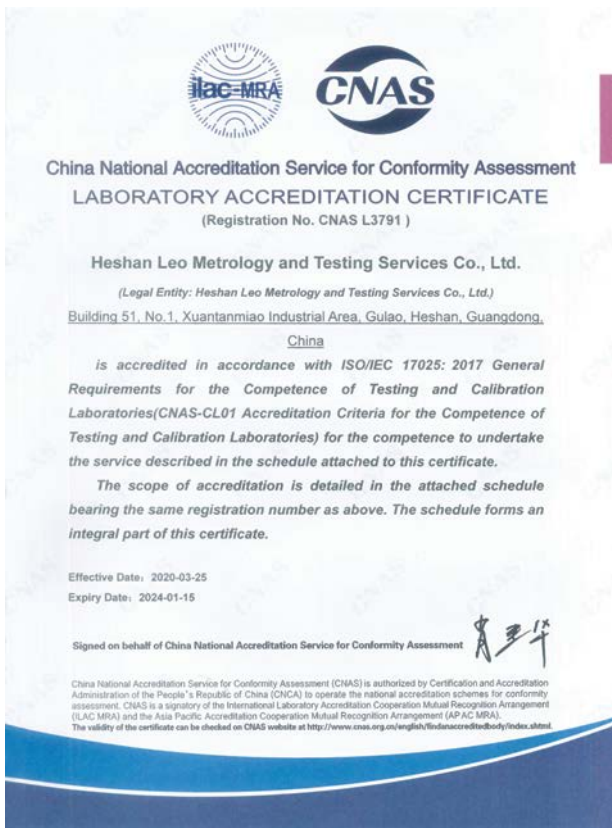 ilac-MRA
CNAS
China National Accreditation Service for Conformity Assessment
LABORATORY ACCREDITATION CERTIFICATE
(Registration No. CNAS L3791 )
Heshan Leo Metrology and Testing Services Co., Ltd.
(Legal Entity: Heshan Leo Metrology and Testing Services Co., Ltd.)
Building 51, No.1, Xuantanmiao Industrial Area, Gulao, Heshan, Guangdong,
China
is accredited in accordance with ISO/IEC 17025: 2017 General
Requirements for the Competence of Testing and Calibration
Laboratories(CNAS-CL01 Accreditation Criteria for the Competence of
Testing and Calibration Laboratories) for the competence to undertake
the service described in the schedule attached to this certificate.
The scope of accreditation is detailed in the attached schedule
bearing the same registration number as above. The schedule forms an
integral part of this certificate.
Effective Date: 2020-03-25
Expiry Date: 2024-01-15
Signed on behalf of China National Accreditation Service for Conformity Assessment
China National Accreditation Service for Conformity Assessment (CNAS) is authorized by Certification and Accreditation
Administration of the People's Republic of China (CNCA) to operate the national accreditation schemes for conformity
assessment. CNAS is a signatory of the International Laboratory Accreditation Cooperation Mutual Recognition Arrangement
(ILAC MRA) and the Asia Pacific Accreditation Cooperation Mutual Recognition Arrangement (APAC MRA).
The validity of the certificate can be checked on CNAS website at http://www.cnas.org.cn/english/findanaccreditedbody/index.shtml.